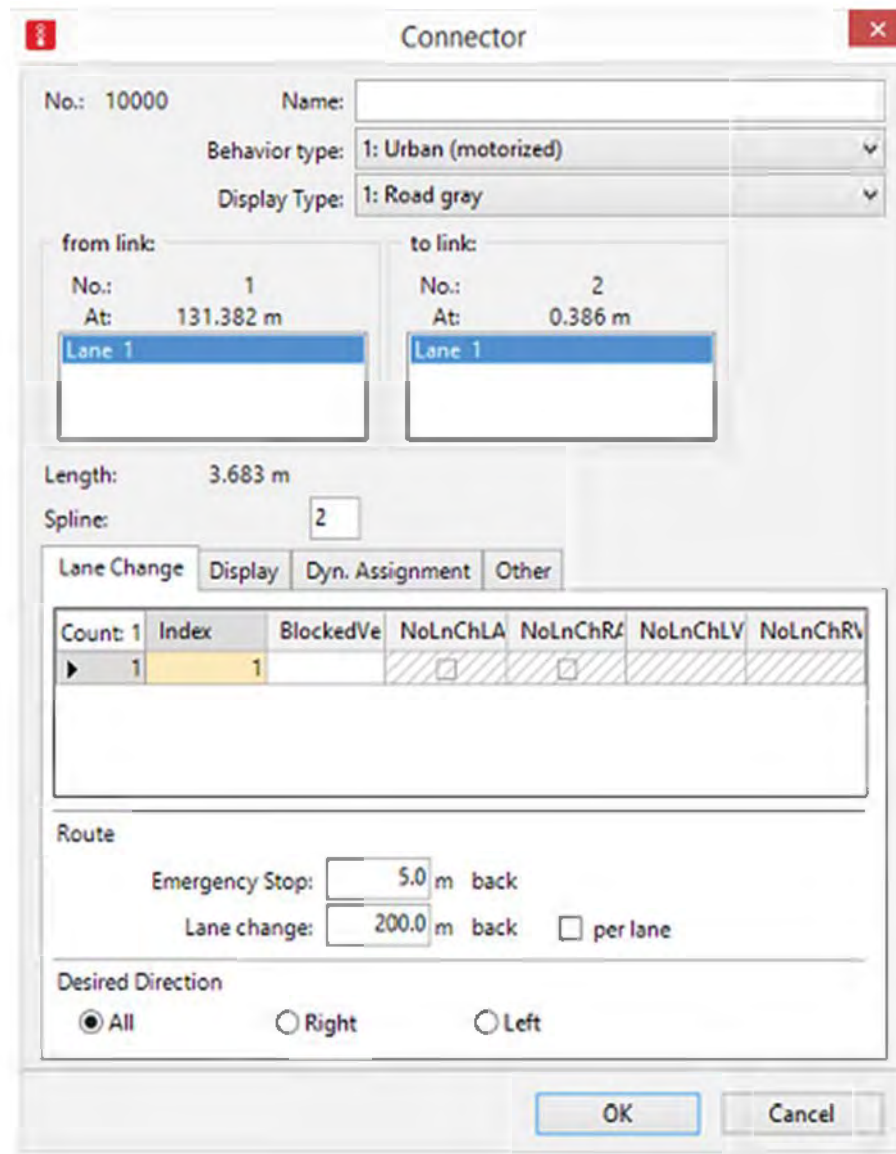 Connector
No.: 10000 Name:
Behavior type: 1: Urban (motorized)
Display Type: 1: Road gray
from link: to link:
No.: 1 No.: 2
At: 131.382 m At: 0.386 m
Lane 1 Lane 1
Length: 3.683 m
Spline: 2
Lane Change Display Dyn. Assignment Other
Count: 1 Index BlockedVe NoLnChLA NoLnChRA NoLnChLV NoLnChRV
1 1
Route
Emergency Stop: 5.0 m back
Lane change: 200.0 m back per lane
Desired Direction
All Right Left
OK Cancel